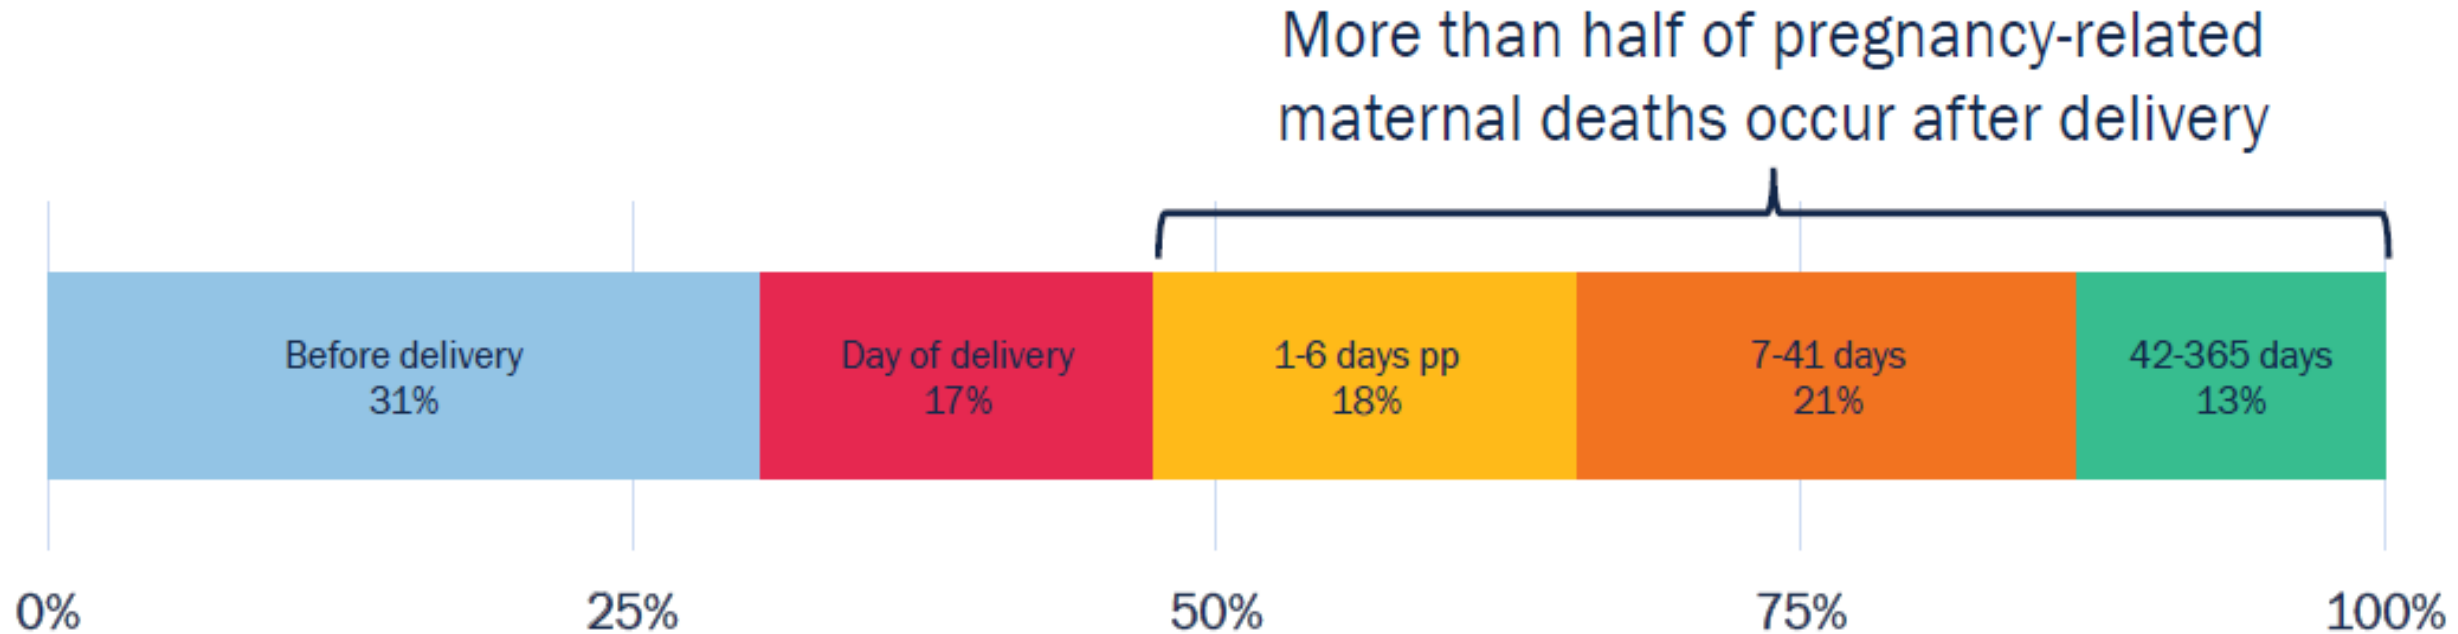 More than half of pregnancy-related
maternal deaths occur after delivery
Before delivery
31%
Day of delivery
17%
1-6 days pp
18%
7-41 days
21%
42-365 days
13%
0%
25%
50%
75%
100%